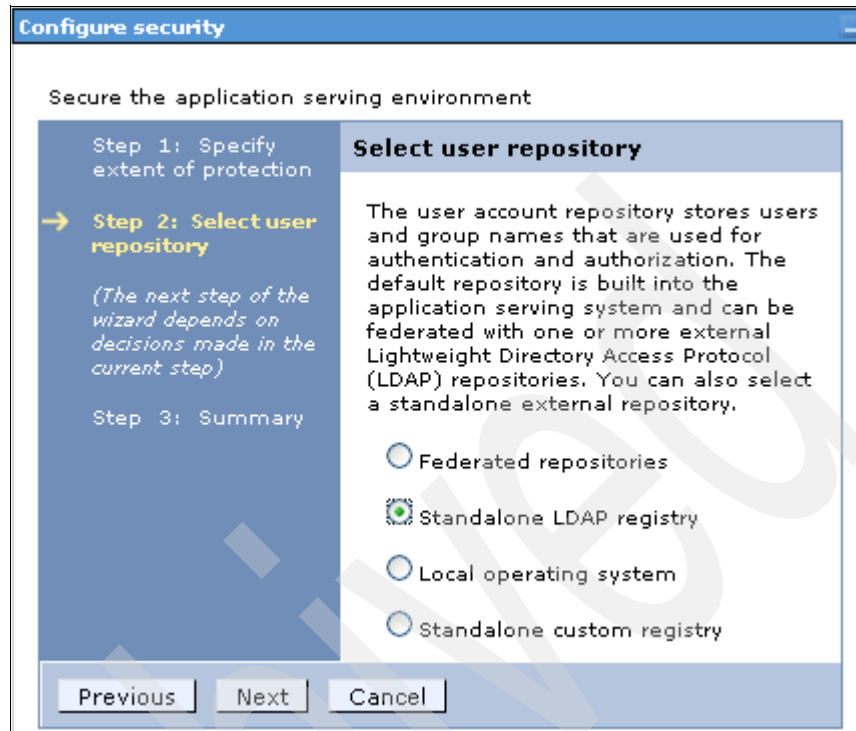 Configure security
Secure the application serving environment
Step 1: Specify
extent of protection
Step 2: Select user
repository
(The next step of the
wizard depends on
decisions made in the
current step)
Step 3: Summary
Select user repository
The user account repository stores users
and group names that are used for
authentication and authorization. The
default repository is built into the
application serving system and can be
federated with one or more external
Lightweight Directory Access Protocol
(LDAP) repositories. You can also select
a standalone external repository.
Federated repositories
Standalone LDAP registry
Local operating system
Standalone custom registry
Previous
Next
Cancel